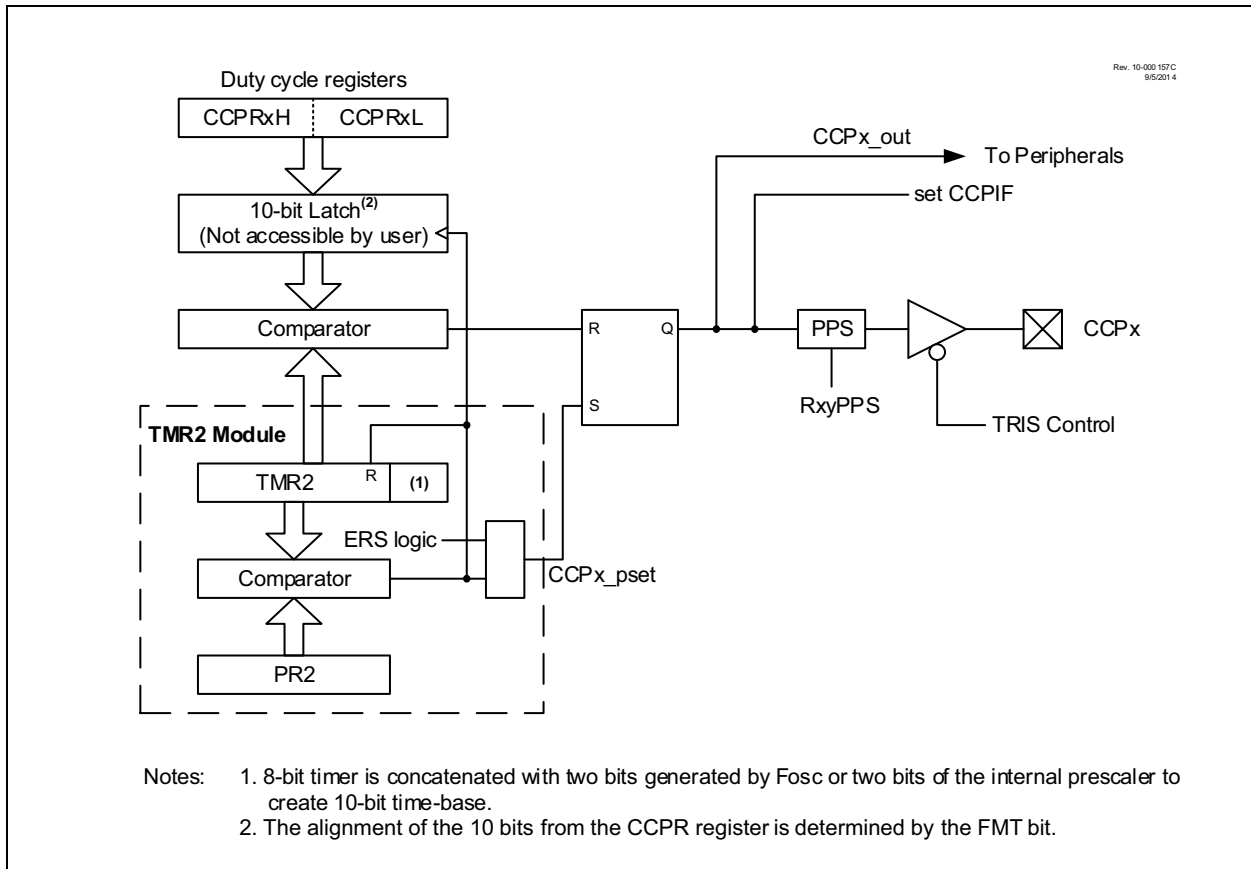 Rev. 10-000 157C
9/5/201 4
Duty cycle registers
CCPRxH CCPRxL
CCPx_out
To Peripherals
set CCPIF
10-bit Latch(2)
(Not accessible by user)
Comparator
R Q
PPS
CCPx
S
RxyPPS
TRIS Control
TMR2 Module
R
TMR2 (1)
ERS logic
CCPx_pset
Comparator
PR2
Notes: 1. 8-bit timer is concatenated with two bits generated by Fosc or two bits of the internal prescaler to
create 10-bit time-base.
2. The alignment of the 10 bits from the CCPR register is determined by the FMT bit.